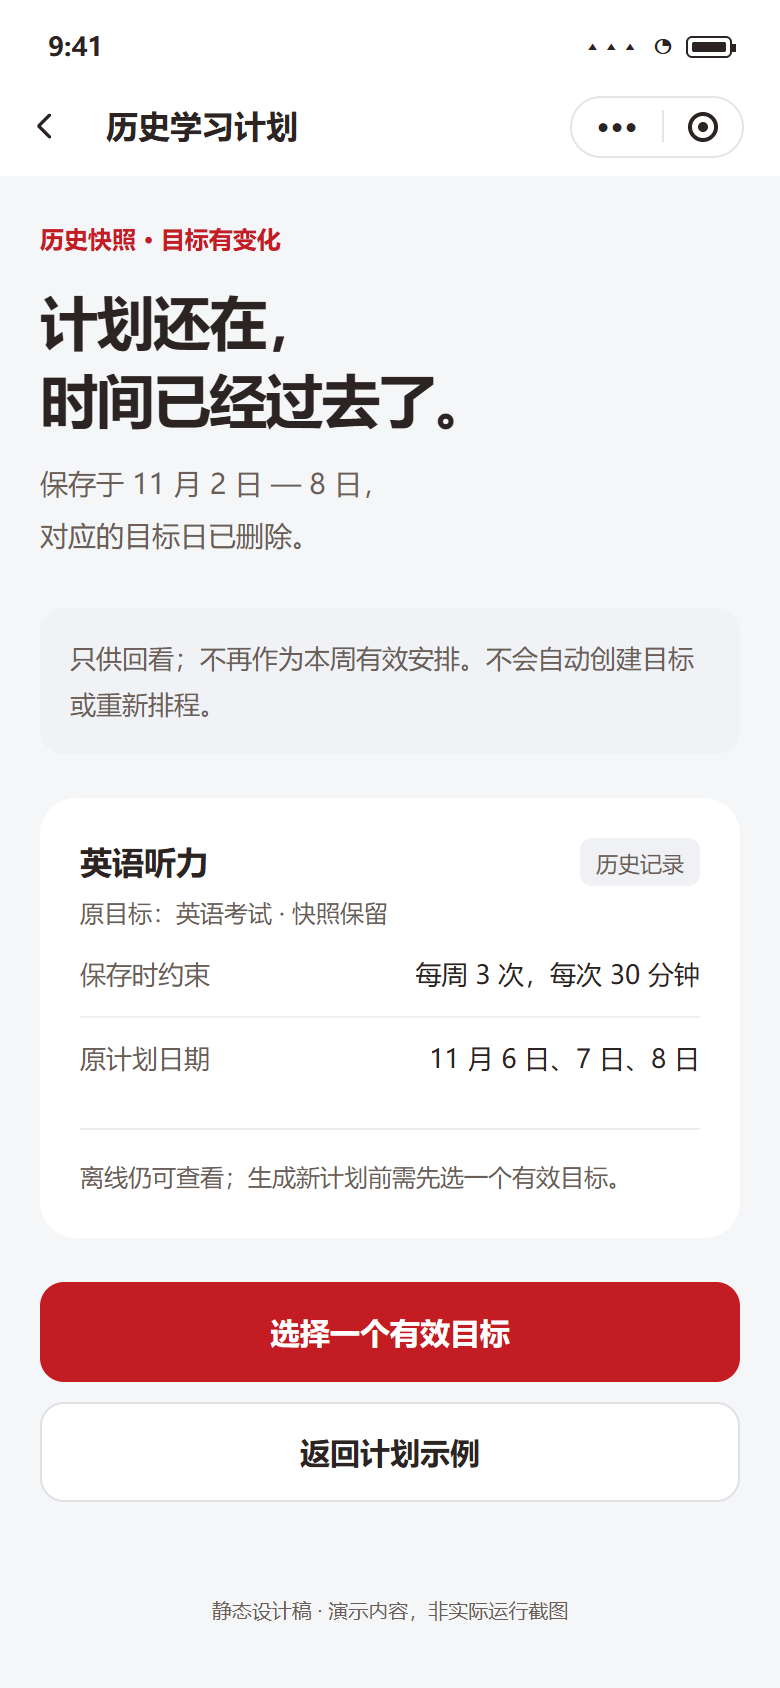 9:41
历史学习计划
历史快照·目标有变化
计划还在，
时间已经过去了。
保存于 11 月 2 日 — 8 日，
对应的目标日已删除。
只供回看；不再作为本周有效安排。不会自动创建目标
或重新排程。
英语听力
历史记录
原目标：英语考试 · 快照保留
保存时约束
每周 3 次，每次 30 分钟
原计划日期
11 月 6 日、7 日、8 日
离线仍可查看；生成新计划前需先选一个有效目标。
选择一个有效目标
返回计划示例
静态设计稿 · 演示内容，非实际运行截图